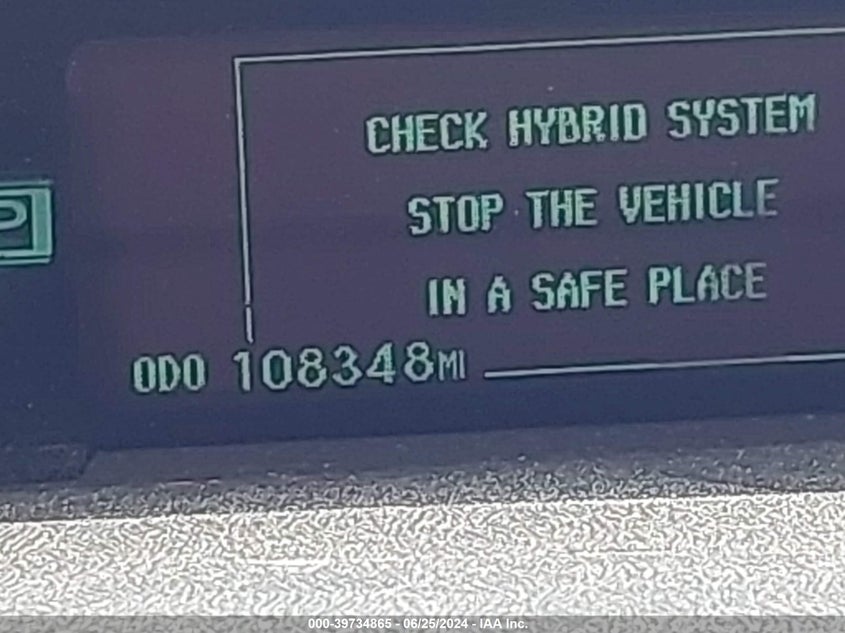 CHECK HYBRID SYSTEM
P
STOP THE VEHICLE
IN A SAFE PLACE
ODO 108348MI
000-39734865 - 06/25/2024 - IAA Inc.